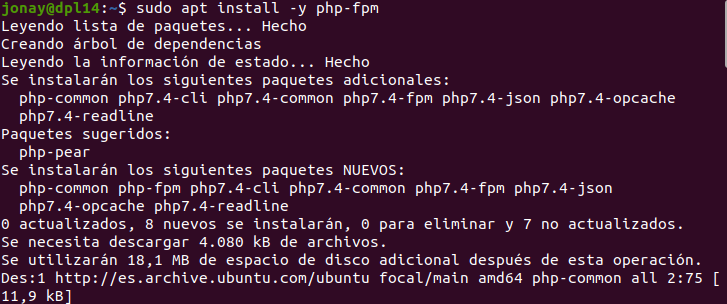 jonay@dpl14:~$ sudo apt install -y php-fpm
Leyendo lista de paquetes... Hecho
Creando árbol de dependencias
Leyendo la información de estado... Hecho
Se instalarán los siguientes paquetes adicionales:
  php-common php7.4-cli php7.4-common php7.4-fpm php7.4-json php7.4-opcache
  php7.4-readline
Paquetes sugeridos:
  php-pear
Se instalarán los siguientes paquetes NUEVOS:
  php-common php-fpm php7.4-cli php7.4-common php7.4-fpm php7.4-json
  php7.4-opcache php7.4-readline
0 actualizados, 8 nuevos se instalarán, 0 para eliminar y 7 no actualizados.
Se necesita descargar 4.080 kB de archivos.
Se utilizarán 18,1 MB de espacio de disco adicional después de esta operación.
Des:1 http://es.archive.ubuntu.com/ubuntu focal/main amd64 php-common all 2:75 [
11,9 kB]